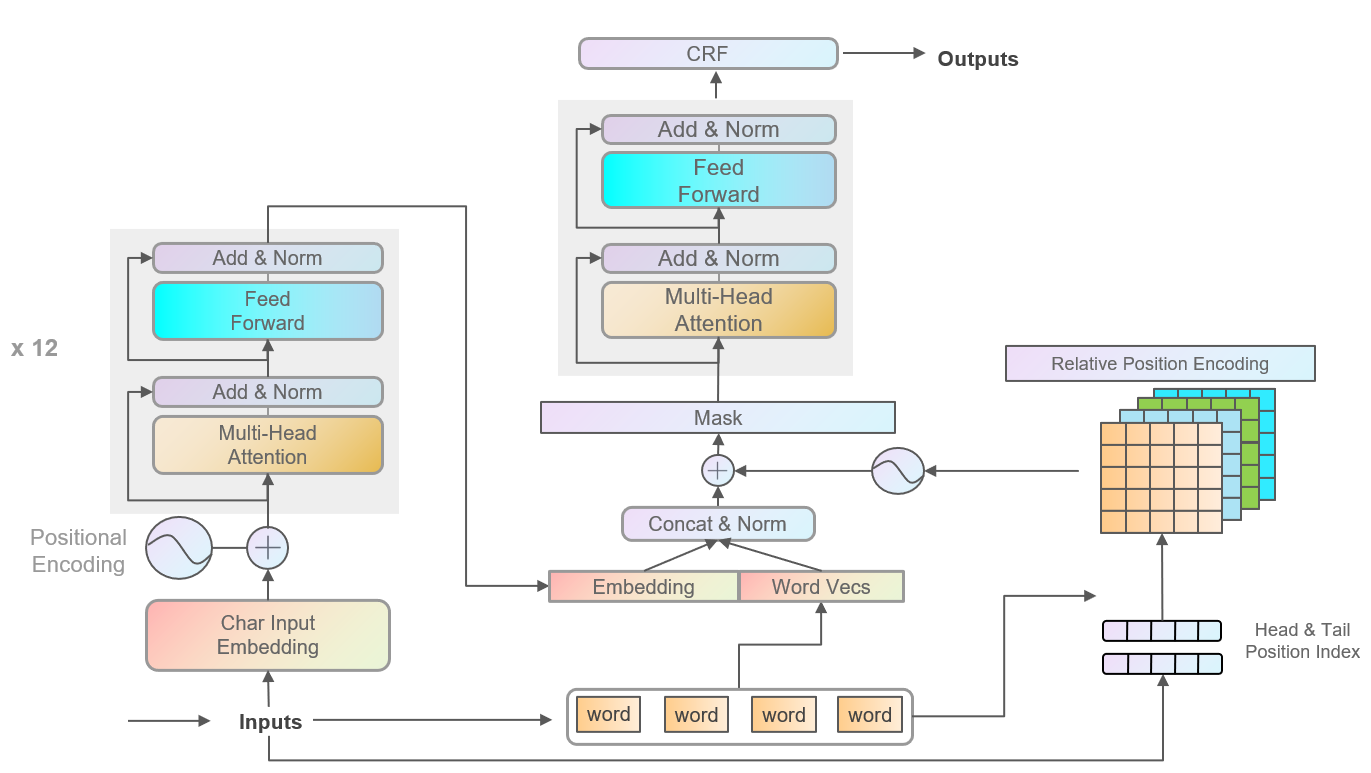 CRF
Outputs
Add & Norm
Feed
Forward
Add & Norm
Multi-Head
Attention
Mask
Concat & Norm
Embedding
Word Vecs
Add & Norm
Feed
Forward
x 12
Add & Norm
Multi-Head
Attention
Positional
Encoding
Char Input
Embedding
Inputs
word
word
word
word
Relative Position Encoding
Head & Tail
Position Index